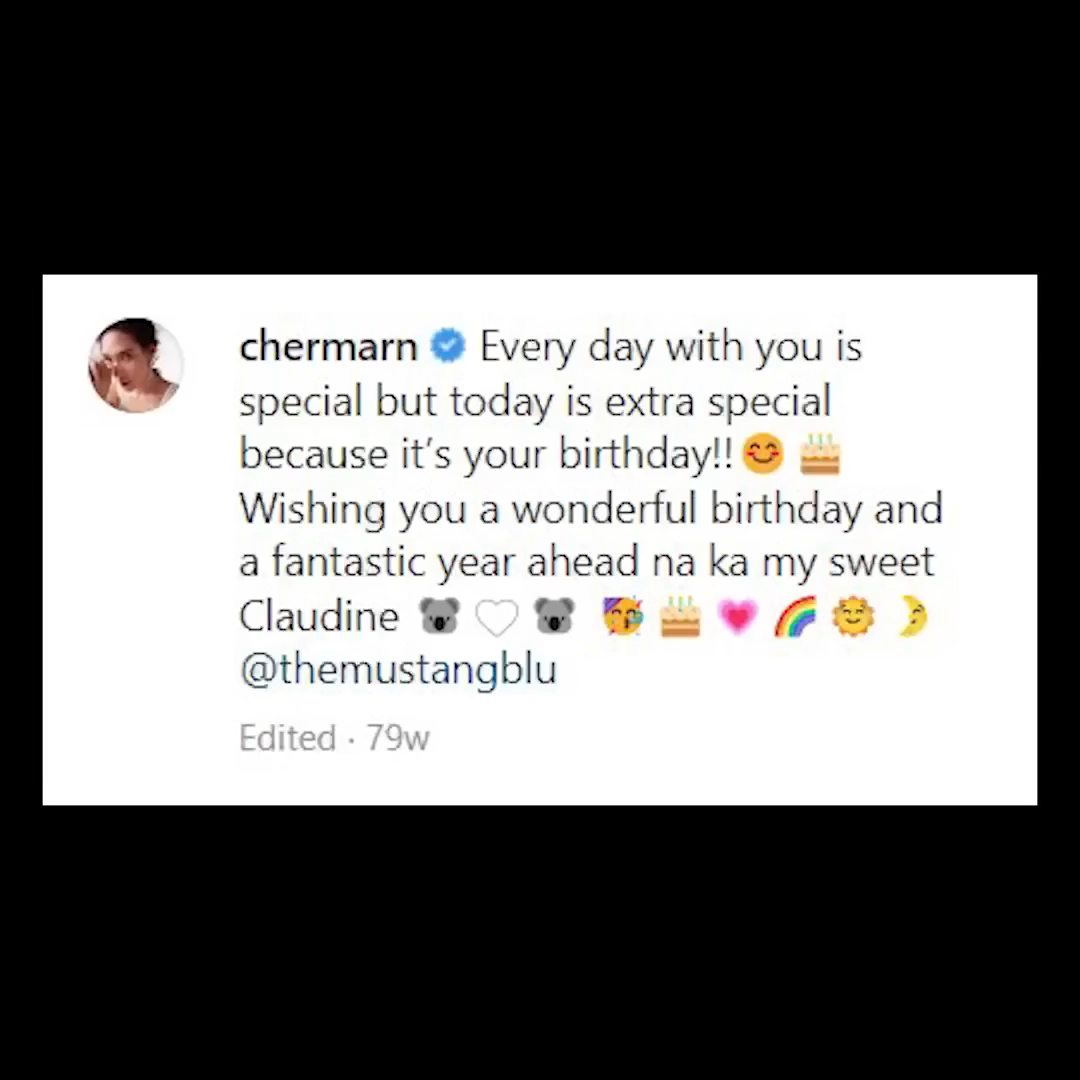 chermarn Every day with you is
special but today is extra special
because it’s your birthday!!😊 🎂
Wishing you a wonderful birthday and
a fantastic year ahead na ka my sweet
Claudine 🐨 🤍 🐨 🥳 🎂 💗 🌈 🌞 🌛
@themustangblu
Edited · 79w